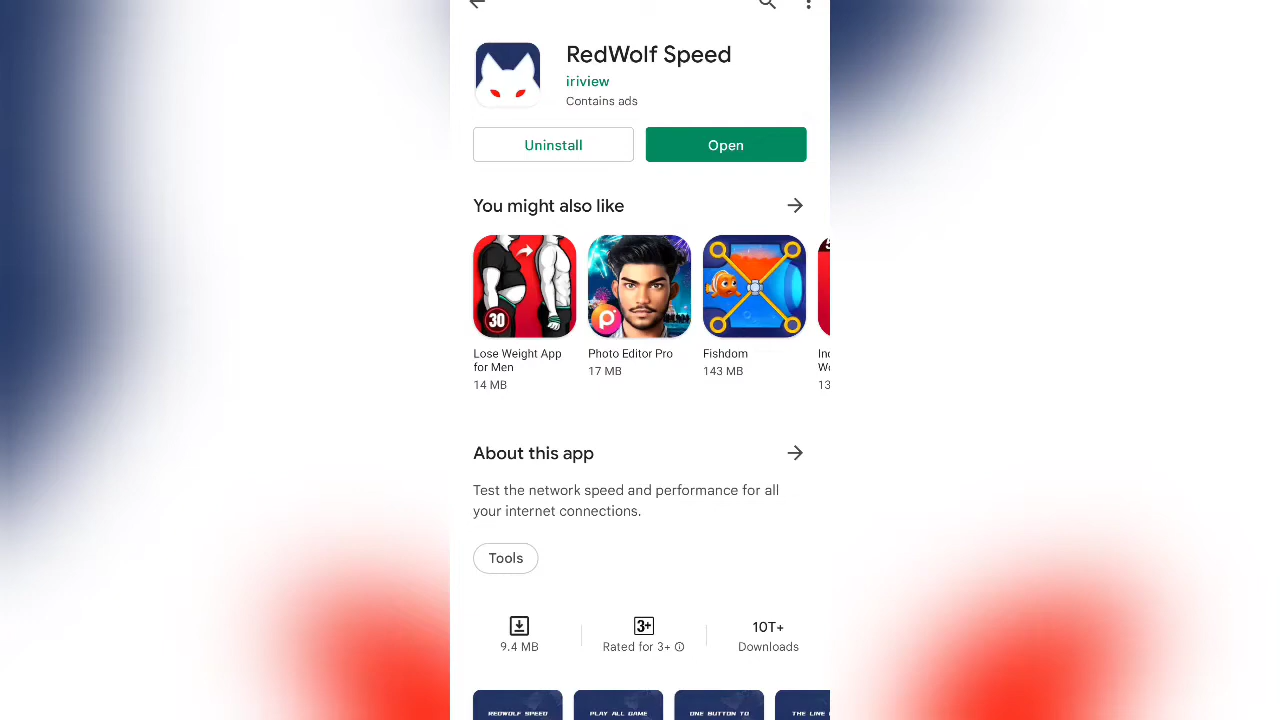 RedWolf Speed
iriview
Contains ads
Uninstall
Open
You might also like
30
Lose Weight App
for Men
14 MB
Photo Editor Pro
17 MB
Fishdom
143 MB
About this app
Test the network speed and performance for all
your internet connections.
Tools
9.4 MB
3+
Rated for 3+
10T+
Downloads
REDWOLF SPEED
PLAY ALL GAME
ONE BUTTON TO
THE LINE